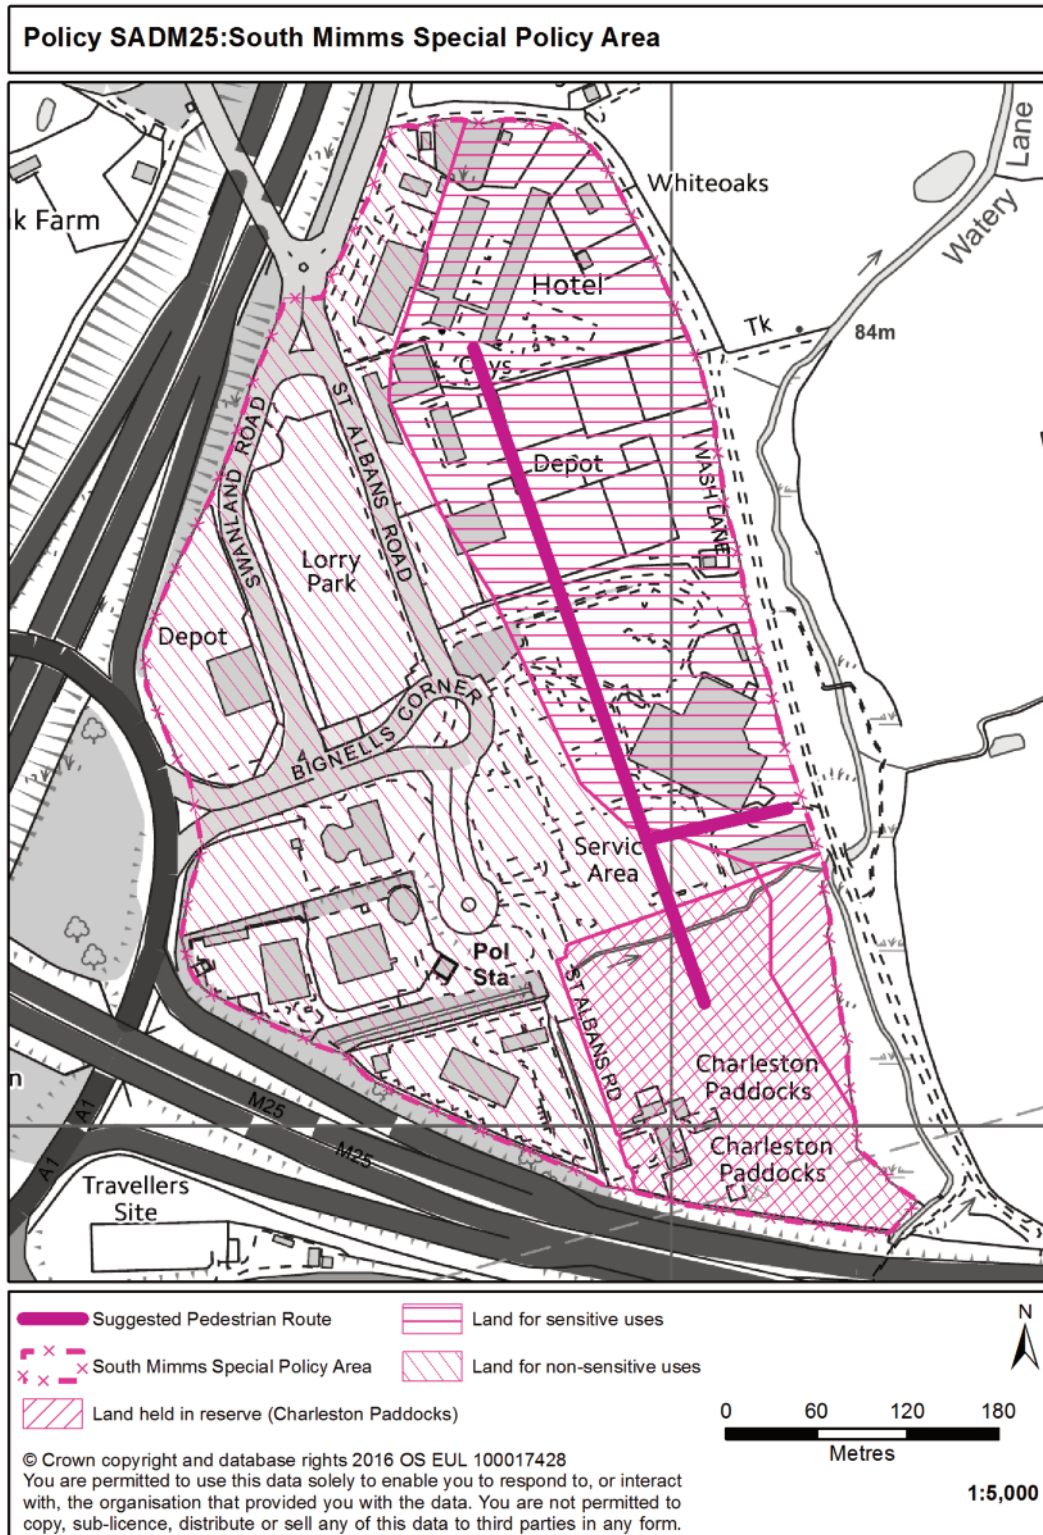 Policy SADM25:South Mimms Special Policy Area
Lane
Watery
Whiteoaks
k Farm
Hotel
Tk
84m
SWANLAND ROAD
ST ALBANS ROAD
Depot
WASH LANE
Lorry
Park
Depot
BIGNELLS CORNER
Servic
Area
Pol
Sta
ST ALBANS RD
Charleston
Paddocks
Charleston
Paddocks
M25
M25
A1
A1
n
Travellers
Site
Suggested Pedestrian Route
Land for sensitive uses
N
South Mimms Special Policy Area
Land for non-sensitive uses
Land held in reserve (Charleston Paddocks)
0 60 120 180
Metres
© Crown copyright and database rights 2016 OS EUL 100017428
You are permitted to use this data solely to enable you to respond to, or interact
with, the organisation that provided you with the data. You are not permitted to
copy, sub-licence, distribute or sell any of this data to third parties in any form.
1:5,000